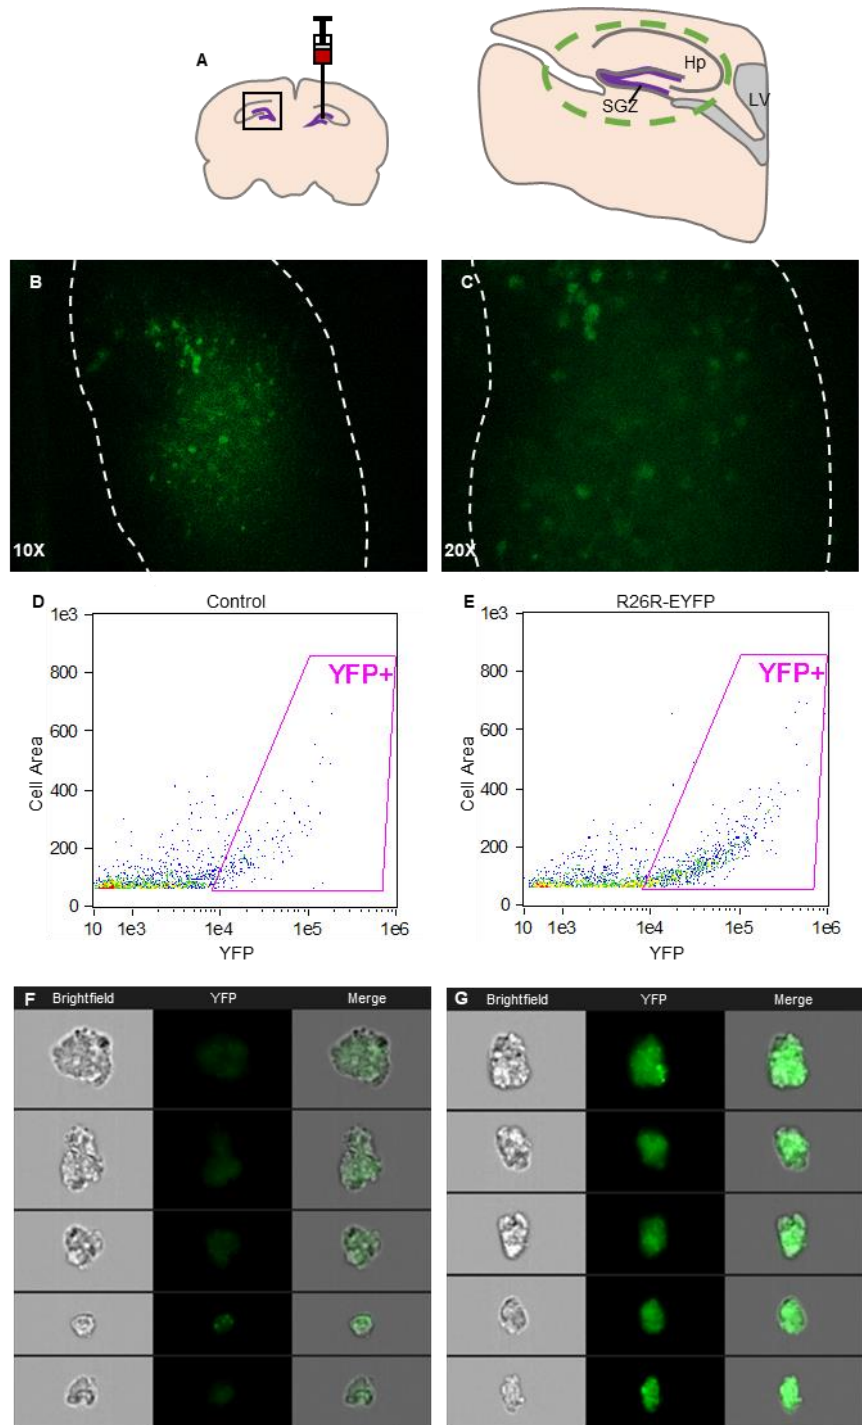 A
Hp
SGZ
LV
B
C
10X
20X
D
Control
E
R26R-EYFP
1e3
YFP+
800
600
400
200
0
Cell Area
10 1e3 1e4 1e5 1e6
YFP
1e3
YFP+
800
600
400
200
0
Cell Area
10 1e3 1e4 1e5 1e6
YFP
F Brightfield YFP Merge
G Brightfield YFP Merge